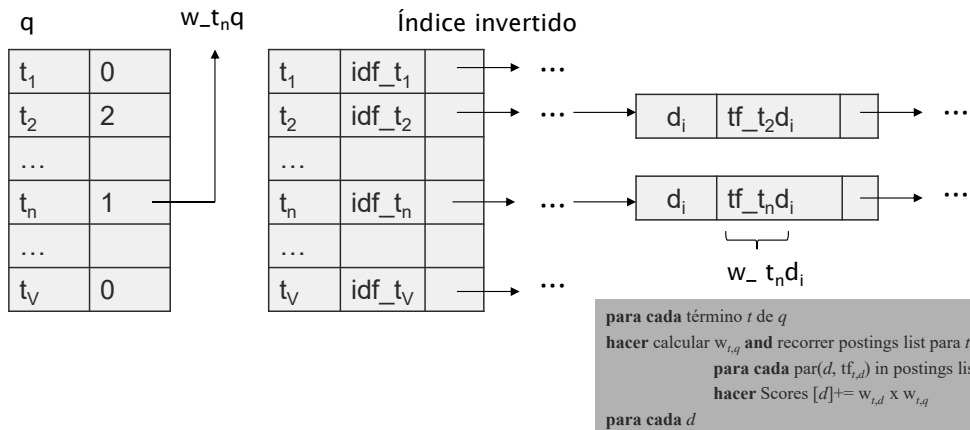 q w_tₙq Índice invertido
t₁ 0 t₁ idf_t₁ ...
t₂ 2 t₂ idf_t₂ ... dᵢ tf_t₂dᵢ ...
... ...
tₙ 1 tₙ idf_tₙ ... dᵢ tf_tₙdᵢ ...
... ...
w_ tₙdᵢ
t_V 0 t_V idf_t_V ...
para cada término t de q
hacer calcular w_t,q and recorrer postings list para t
para cada par(d, tf_t,d) in postings lis
hacer Scores [d]+= w_t,d x w_t,q
para cada d